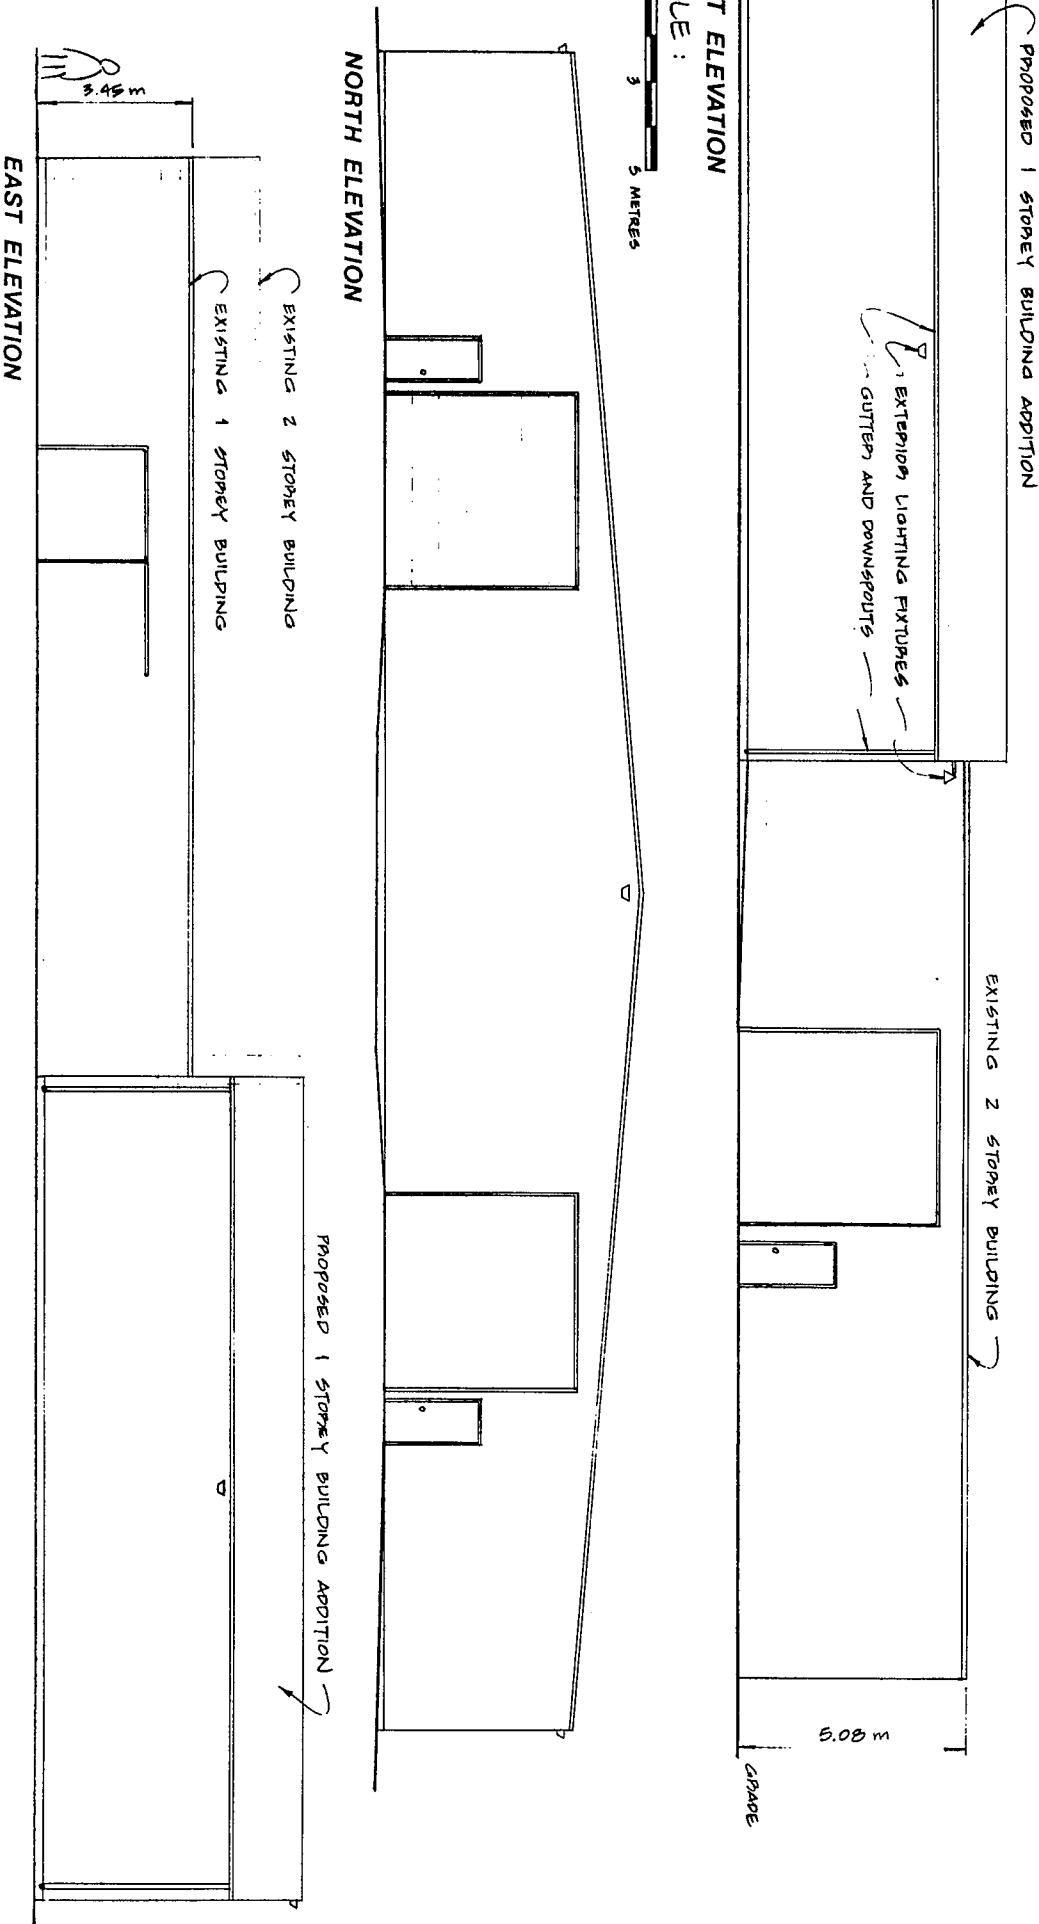 PROPOSED 1 STOREY BUILDING ADDITION
EXTERIOR LIGHTING FIXTURES
GUTTER AND DOWNSPOUTS
EXISTING 2 STOREY BUILDING
5.08 m
GRADE
T ELEVATION
LE :
3
5 METRES
NORTH ELEVATION
3.45 m
EXISTING 2 STOREY BUILDING
EXISTING 1 STOREY BUILDING
PROPOSED 1 STOREY BUILDING ADDITION
EAST ELEVATION